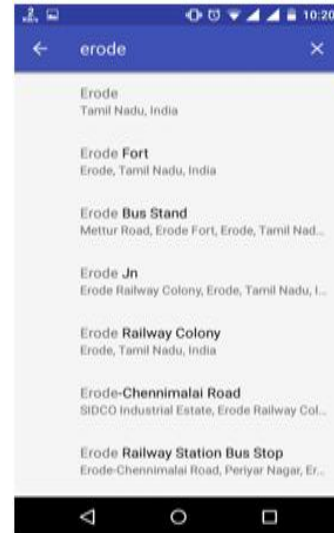 10:20
erode
Erode
Tamil Nadu, India
Erode Fort
Erode, Tamil Nadu, India
Erode Bus Stand
Mettur Road, Erode Fort, Erode, Tamil Nad...
Erode Jn
Erode Railway Colony, Erode, Tamil Nadu, I...
Erode Railway Colony
Erode, Tamil Nadu, India
Erode-Chennimalai Road
SIDCO Industrial Estate, Erode Railway Col...
Erode Railway Station Bus Stop
Erode-Chennimalai Road, Periyar Nagar, Er...